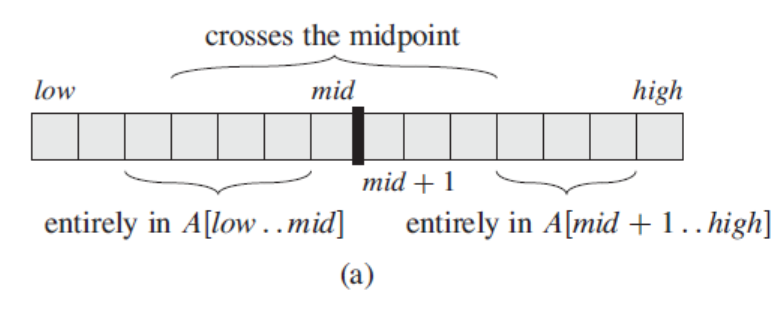 crosses the midpoint
low mid high
mid + 1
entirely in A[low . . mid] entirely in A[mid + 1 . . high]
(a)